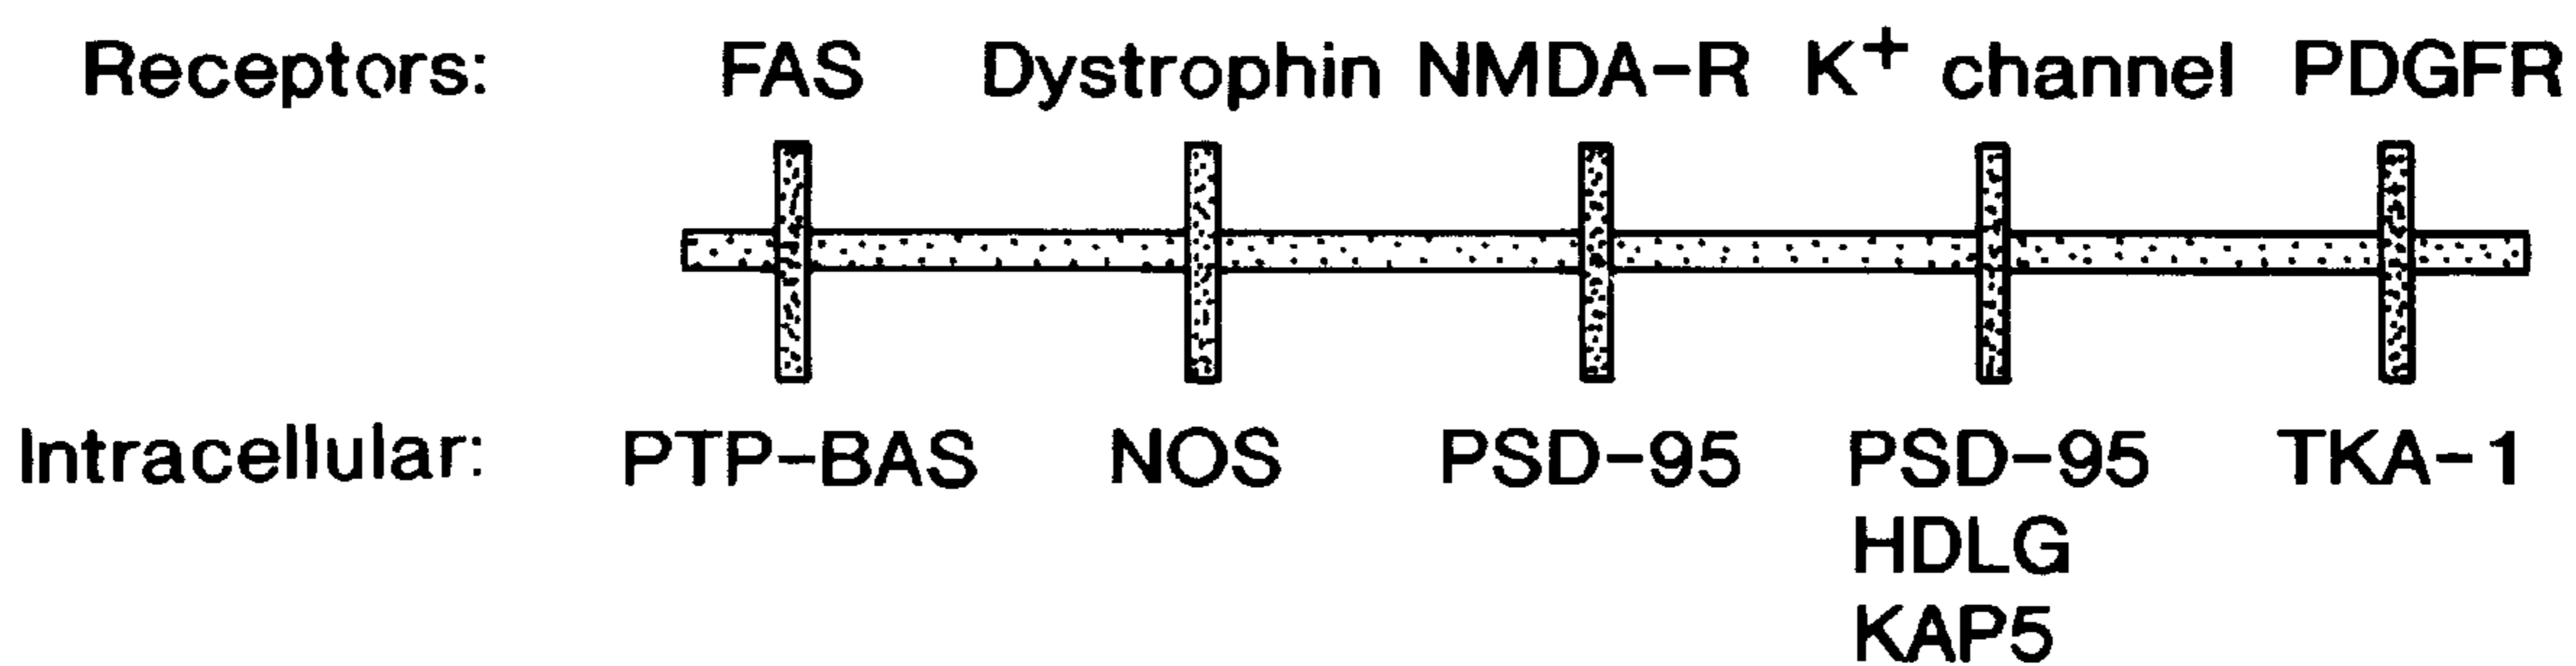 Receptors: FAS Dystrophin NMDA-R K+ channel PDGFR
Intracellular: PTP-BAS NOS PSD-95 PSD-95 TKA-1
HDLG
KAP5